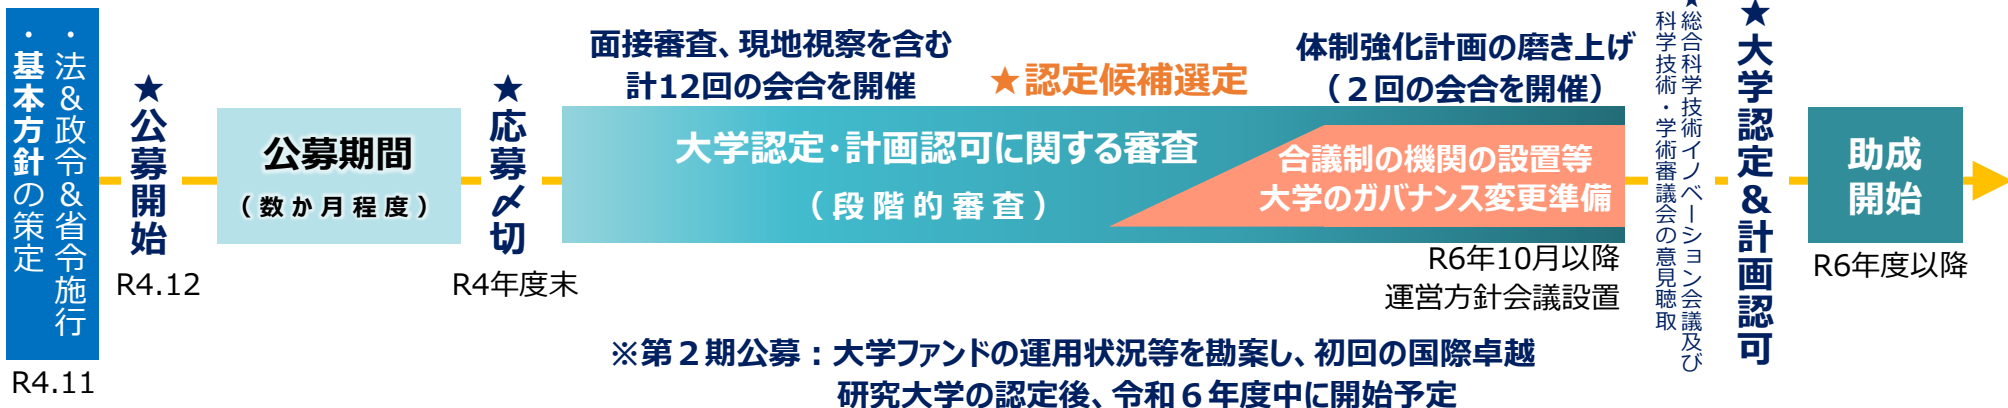 ・法&政令&省令施行
・基本方針の策定
R4.11
★公募開始
R4.12
公募期間
(数か月程度)
★応募〆切
R4年度末
面接審査、現地視察を含む
計12回の会合を開催
★認定候補選定
体制強化計画の磨き上げ
(２回の会合を開催)
大学認定・計画認可に関する審査
(段階的審査)
合議制の機関の設置等
大学のガバナンス変更準備
R6年10月以降
運営方針会議設置
★総合科学技術イノベーション会議及び
科学技術・学術審議会の意見聴取
★大学認定&計画認可
助成
開始
R6年度以降
※第２期公募：大学ファンドの運用状況等を勘案し、初回の国際卓越
研究大学の認定後、令和６年度中に開始予定